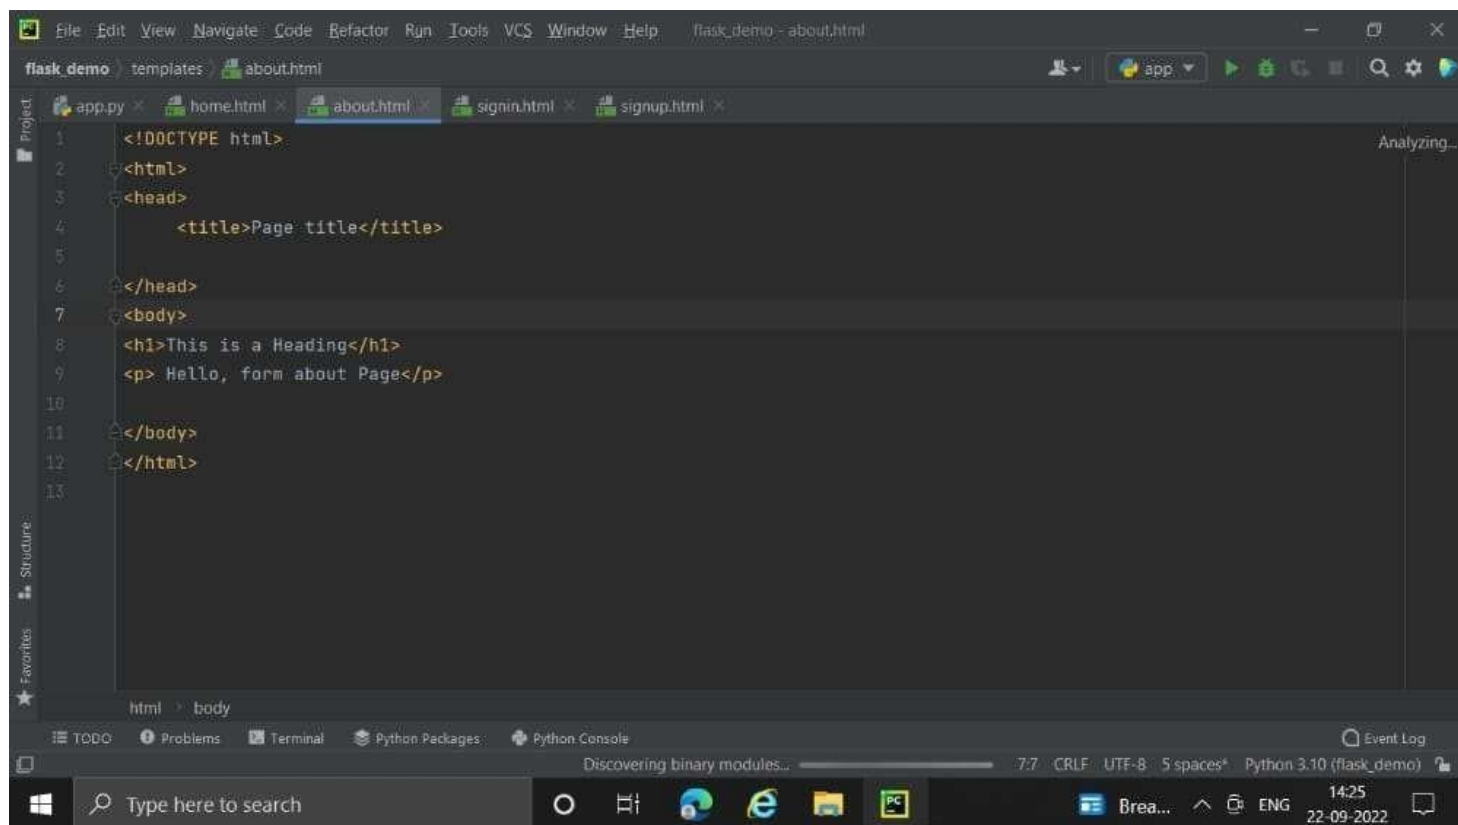 File Edit View Navigate Code Refactor Run Tools VCS Window Help flask_demo - about.html
flask_demo templates about.html app
app.py home.html about.html signin.html signup.html
Project
Analyzing...
1 <!DOCTYPE html>
2 <html>
3 <head>
4 <title>Page title</title>
5
6 </head>
7 <body>
8 <h1>This is a Heading</h1>
9 <p> Hello, form about Page</p>
10
11 </body>
12 </html>
13
Structure
Favorites
html body
TODO Problems Terminal Python Packages Python Console Event Log
Discovering binary modules... 7:7 CRLF UTF-8 5 spaces* Python 3.10 (flask_demo)
Type here to search Brea... ENG 14:25
22-09-2022